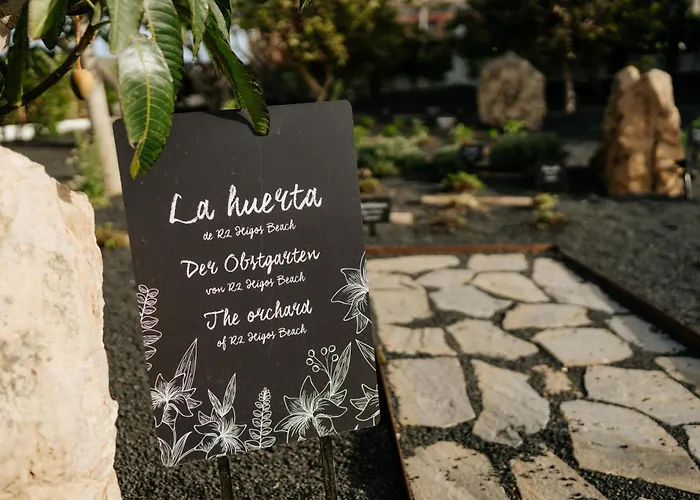 La huerta
de R2 Higos Beach
Der Obstgarten
von R2 Higos Beach
The orchard
of R2 Higos Beach